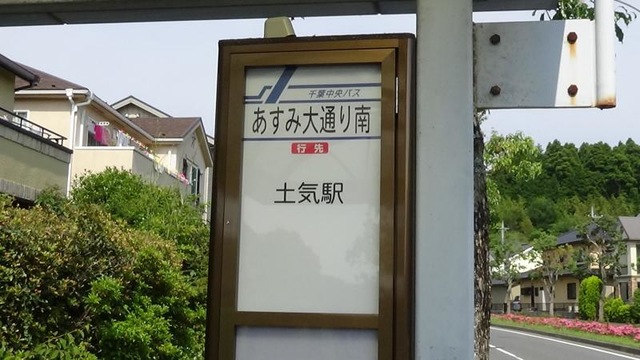 千葉中央バス
あすみ大通り南
行先
土気駅